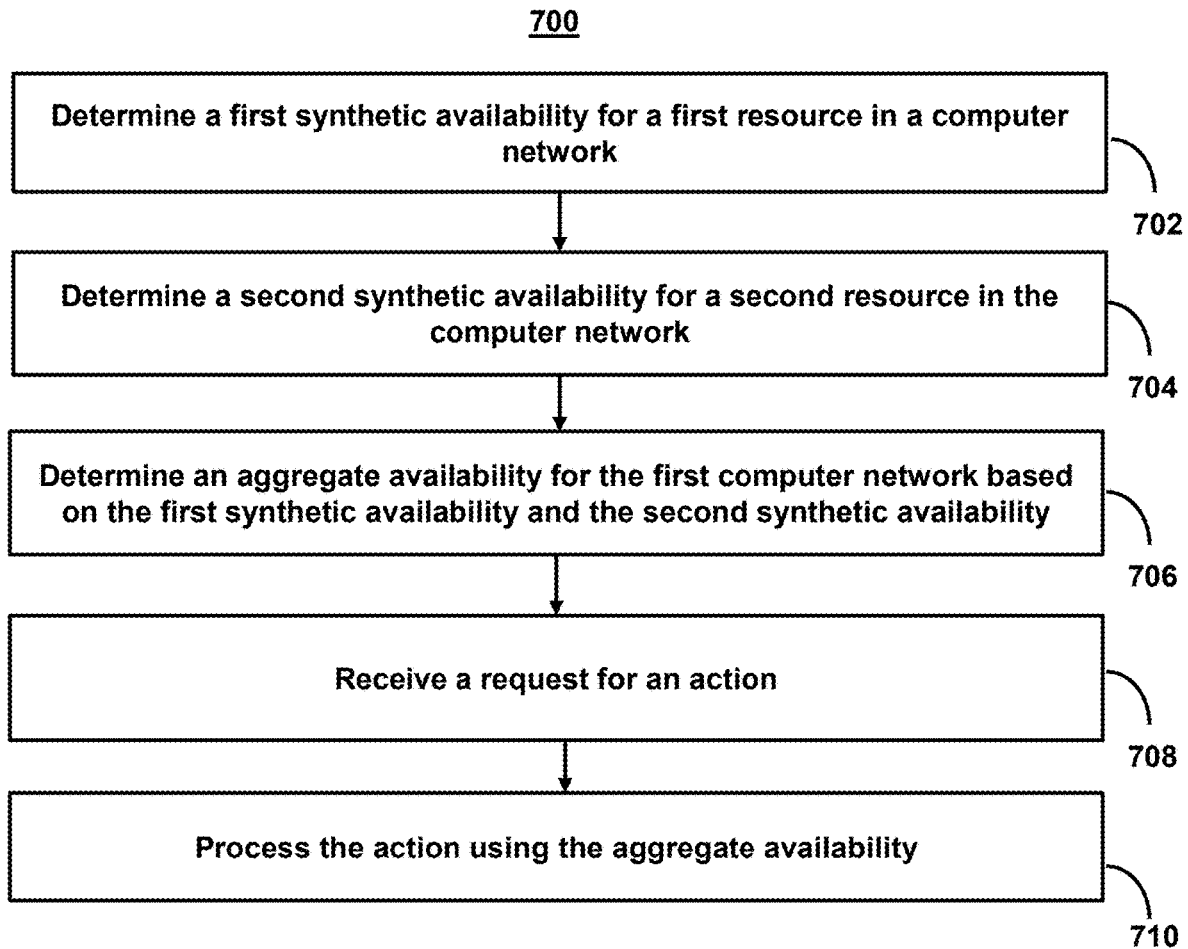 700
Determine a first synthetic availability for a first resource in a computer
network
702
Determine a second synthetic availability for a second resource in the
computer network
704
Determine an aggregate availability for the first computer network based
on the first synthetic availability and the second synthetic availability
706
Receive a request for an action
708
Process the action using the aggregate availability
710